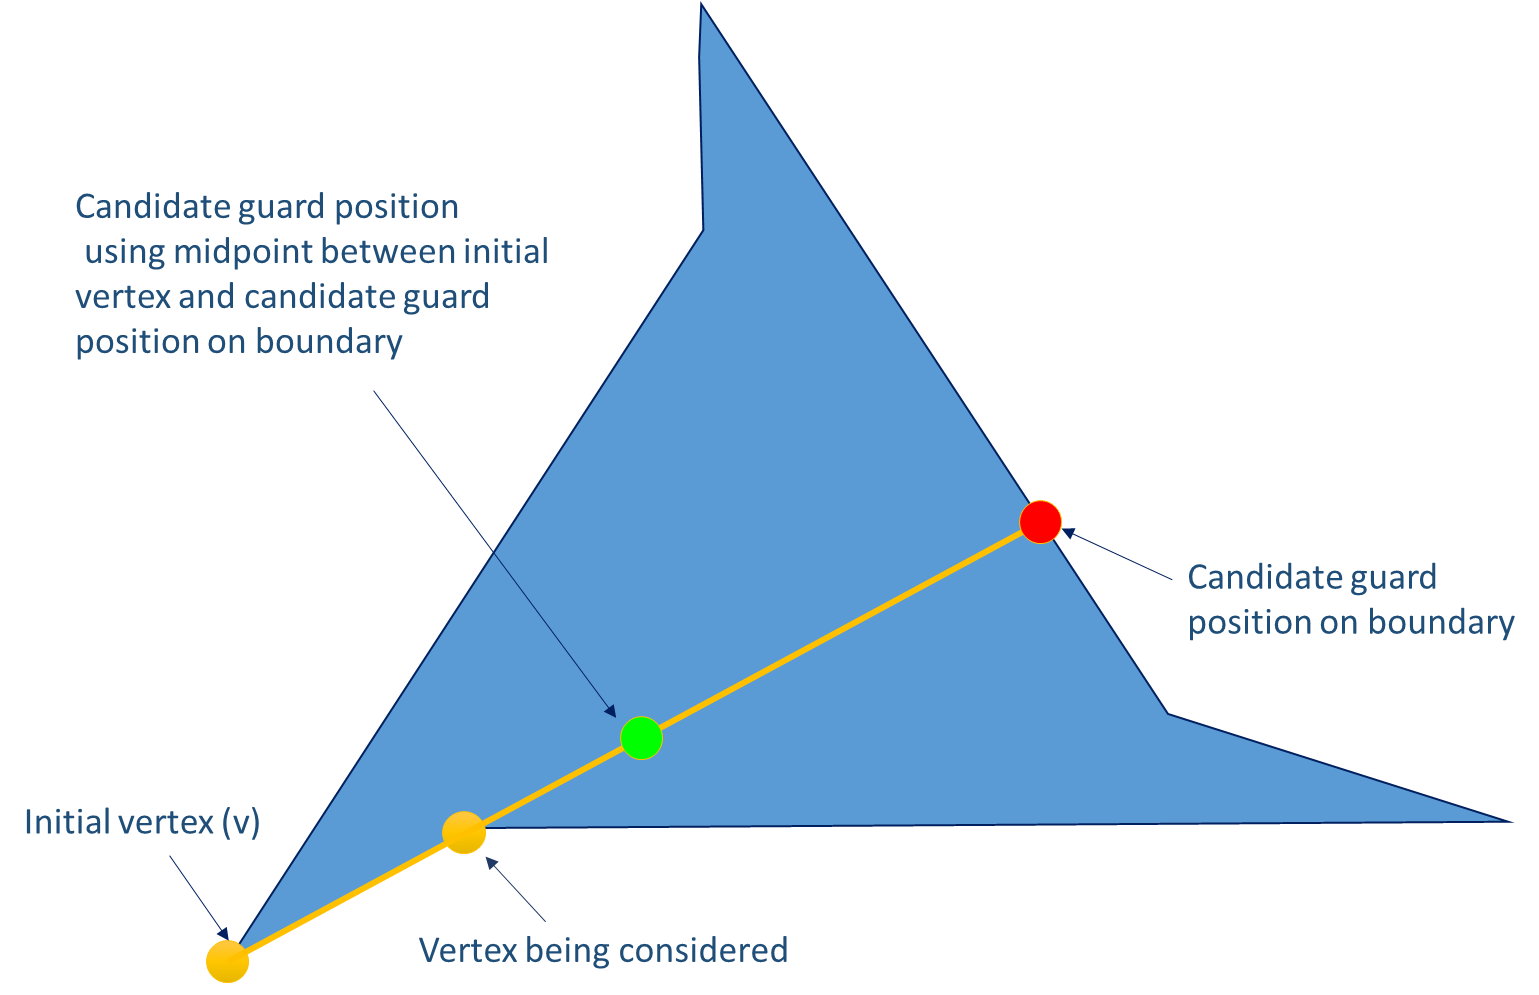 Candidate guard position
using midpoint between initial
vertex and candidate guard
position on boundary
Candidate guard
position on boundary
Initial vertex (v)
Vertex being considered